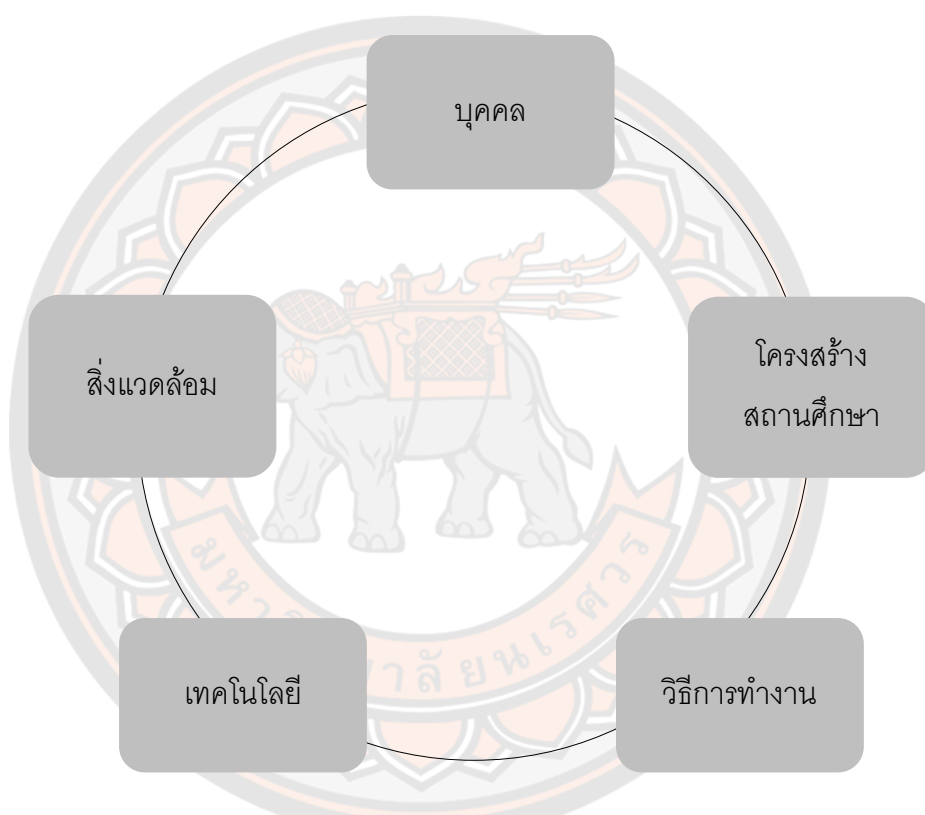 บุคคล
โครงสร้าง
สถานศึกษา
วิธีการทำงาน
เทคโนโลยี
สิ่งแวดล้อม